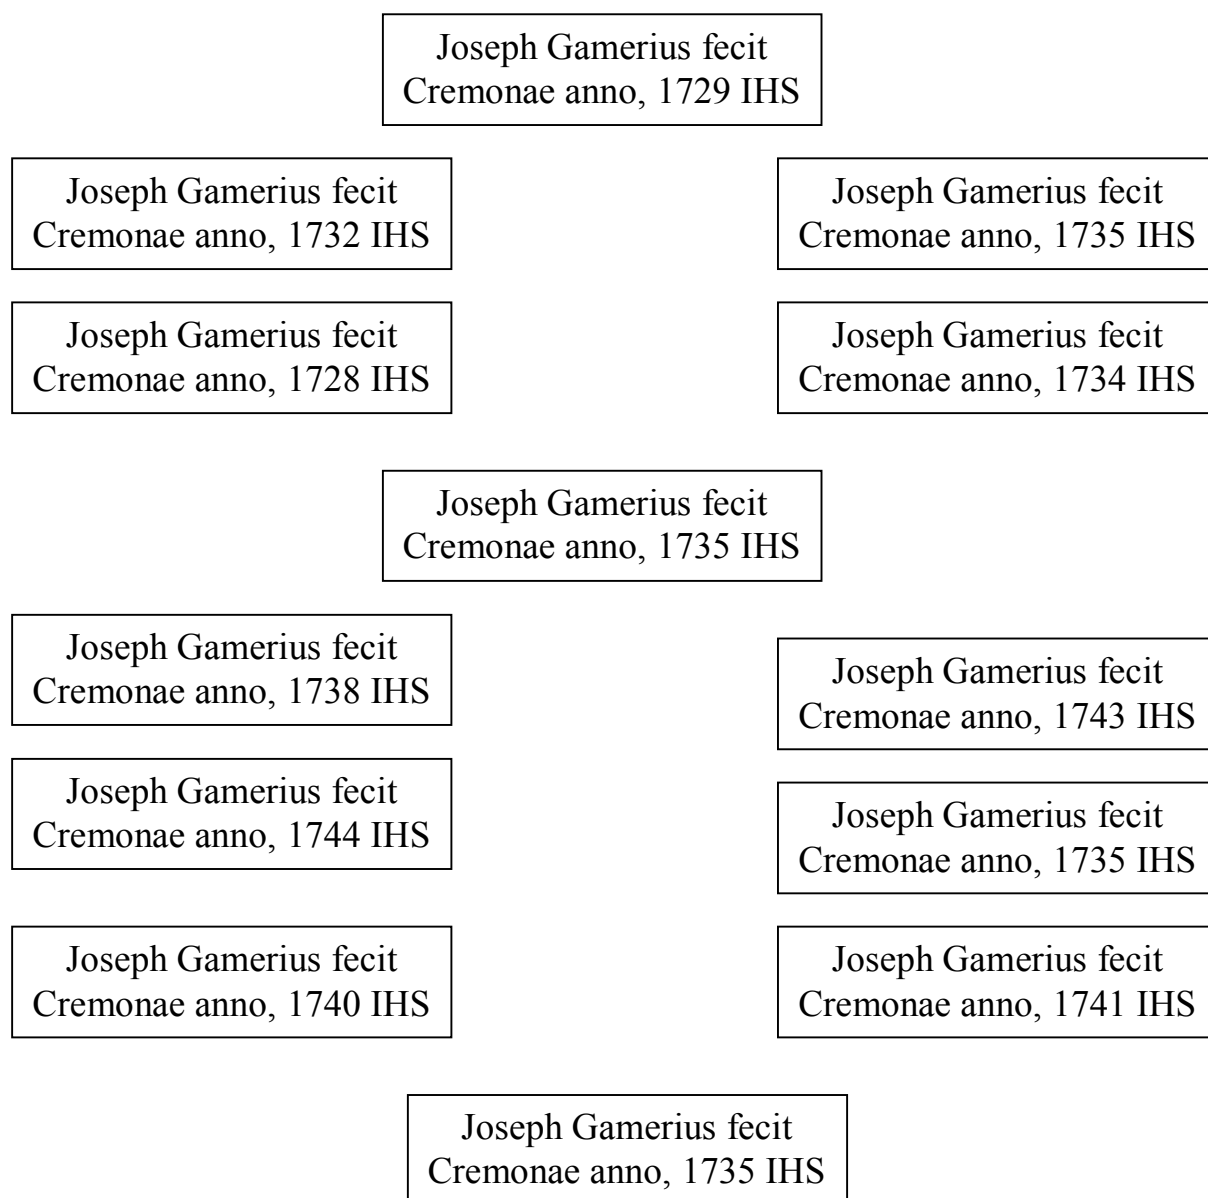 Joseph Gamerius fecit
Cremonae anno, 1729 IHS
Joseph Gamerius fecit
Cremonae anno, 1732 IHS
Joseph Gamerius fecit
Cremonae anno, 1735 IHS
Joseph Gamerius fecit
Cremonae anno, 1728 IHS
Joseph Gamerius fecit
Cremonae anno, 1734 IHS
Joseph Gamerius fecit
Cremonae anno, 1735 IHS
Joseph Gamerius fecit
Cremonae anno, 1738 IHS
Joseph Gamerius fecit
Cremonae anno, 1743 IHS
Joseph Gamerius fecit
Cremonae anno, 1744 IHS
Joseph Gamerius fecit
Cremonae anno, 1735 IHS
Joseph Gamerius fecit
Cremonae anno, 1740 IHS
Joseph Gamerius fecit
Cremonae anno, 1741 IHS
Joseph Gamerius fecit
Cremonae anno, 1735 IHS